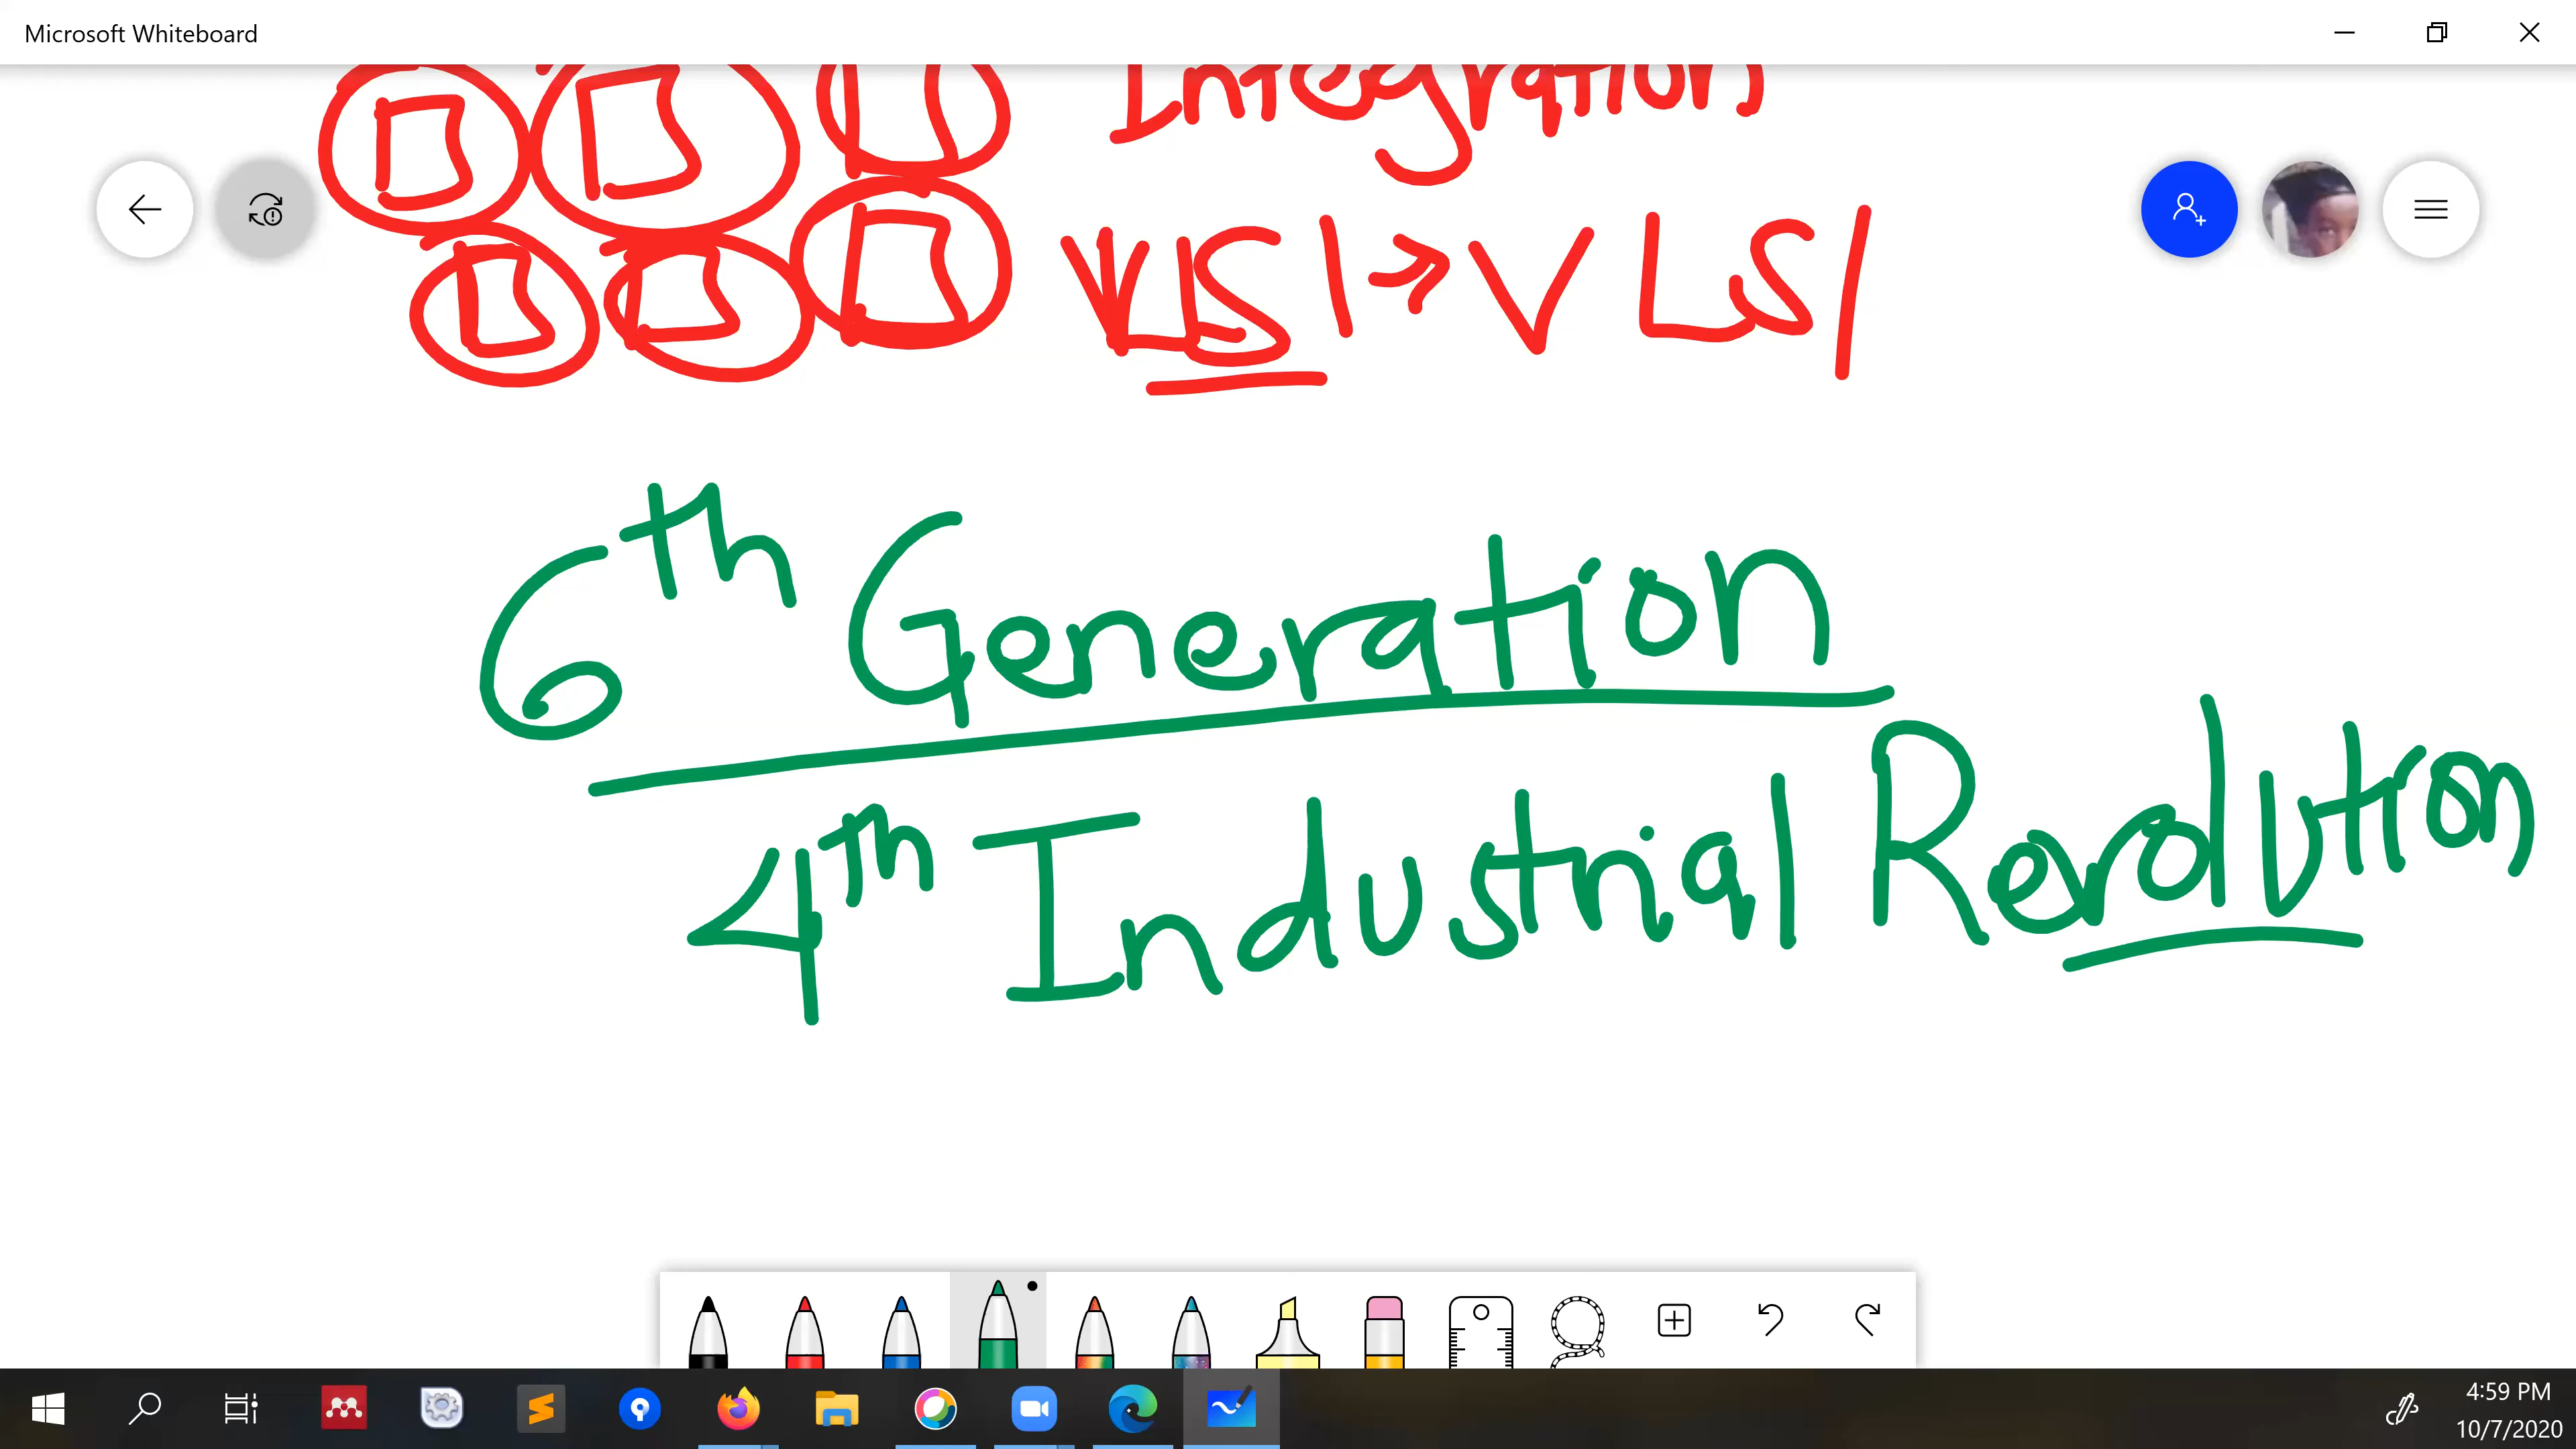 Microsoft Whiteboard
Integration
VLSI → VLSI
6th Generation
4th Industrial Revolution
4:59 PM
10/7/2020